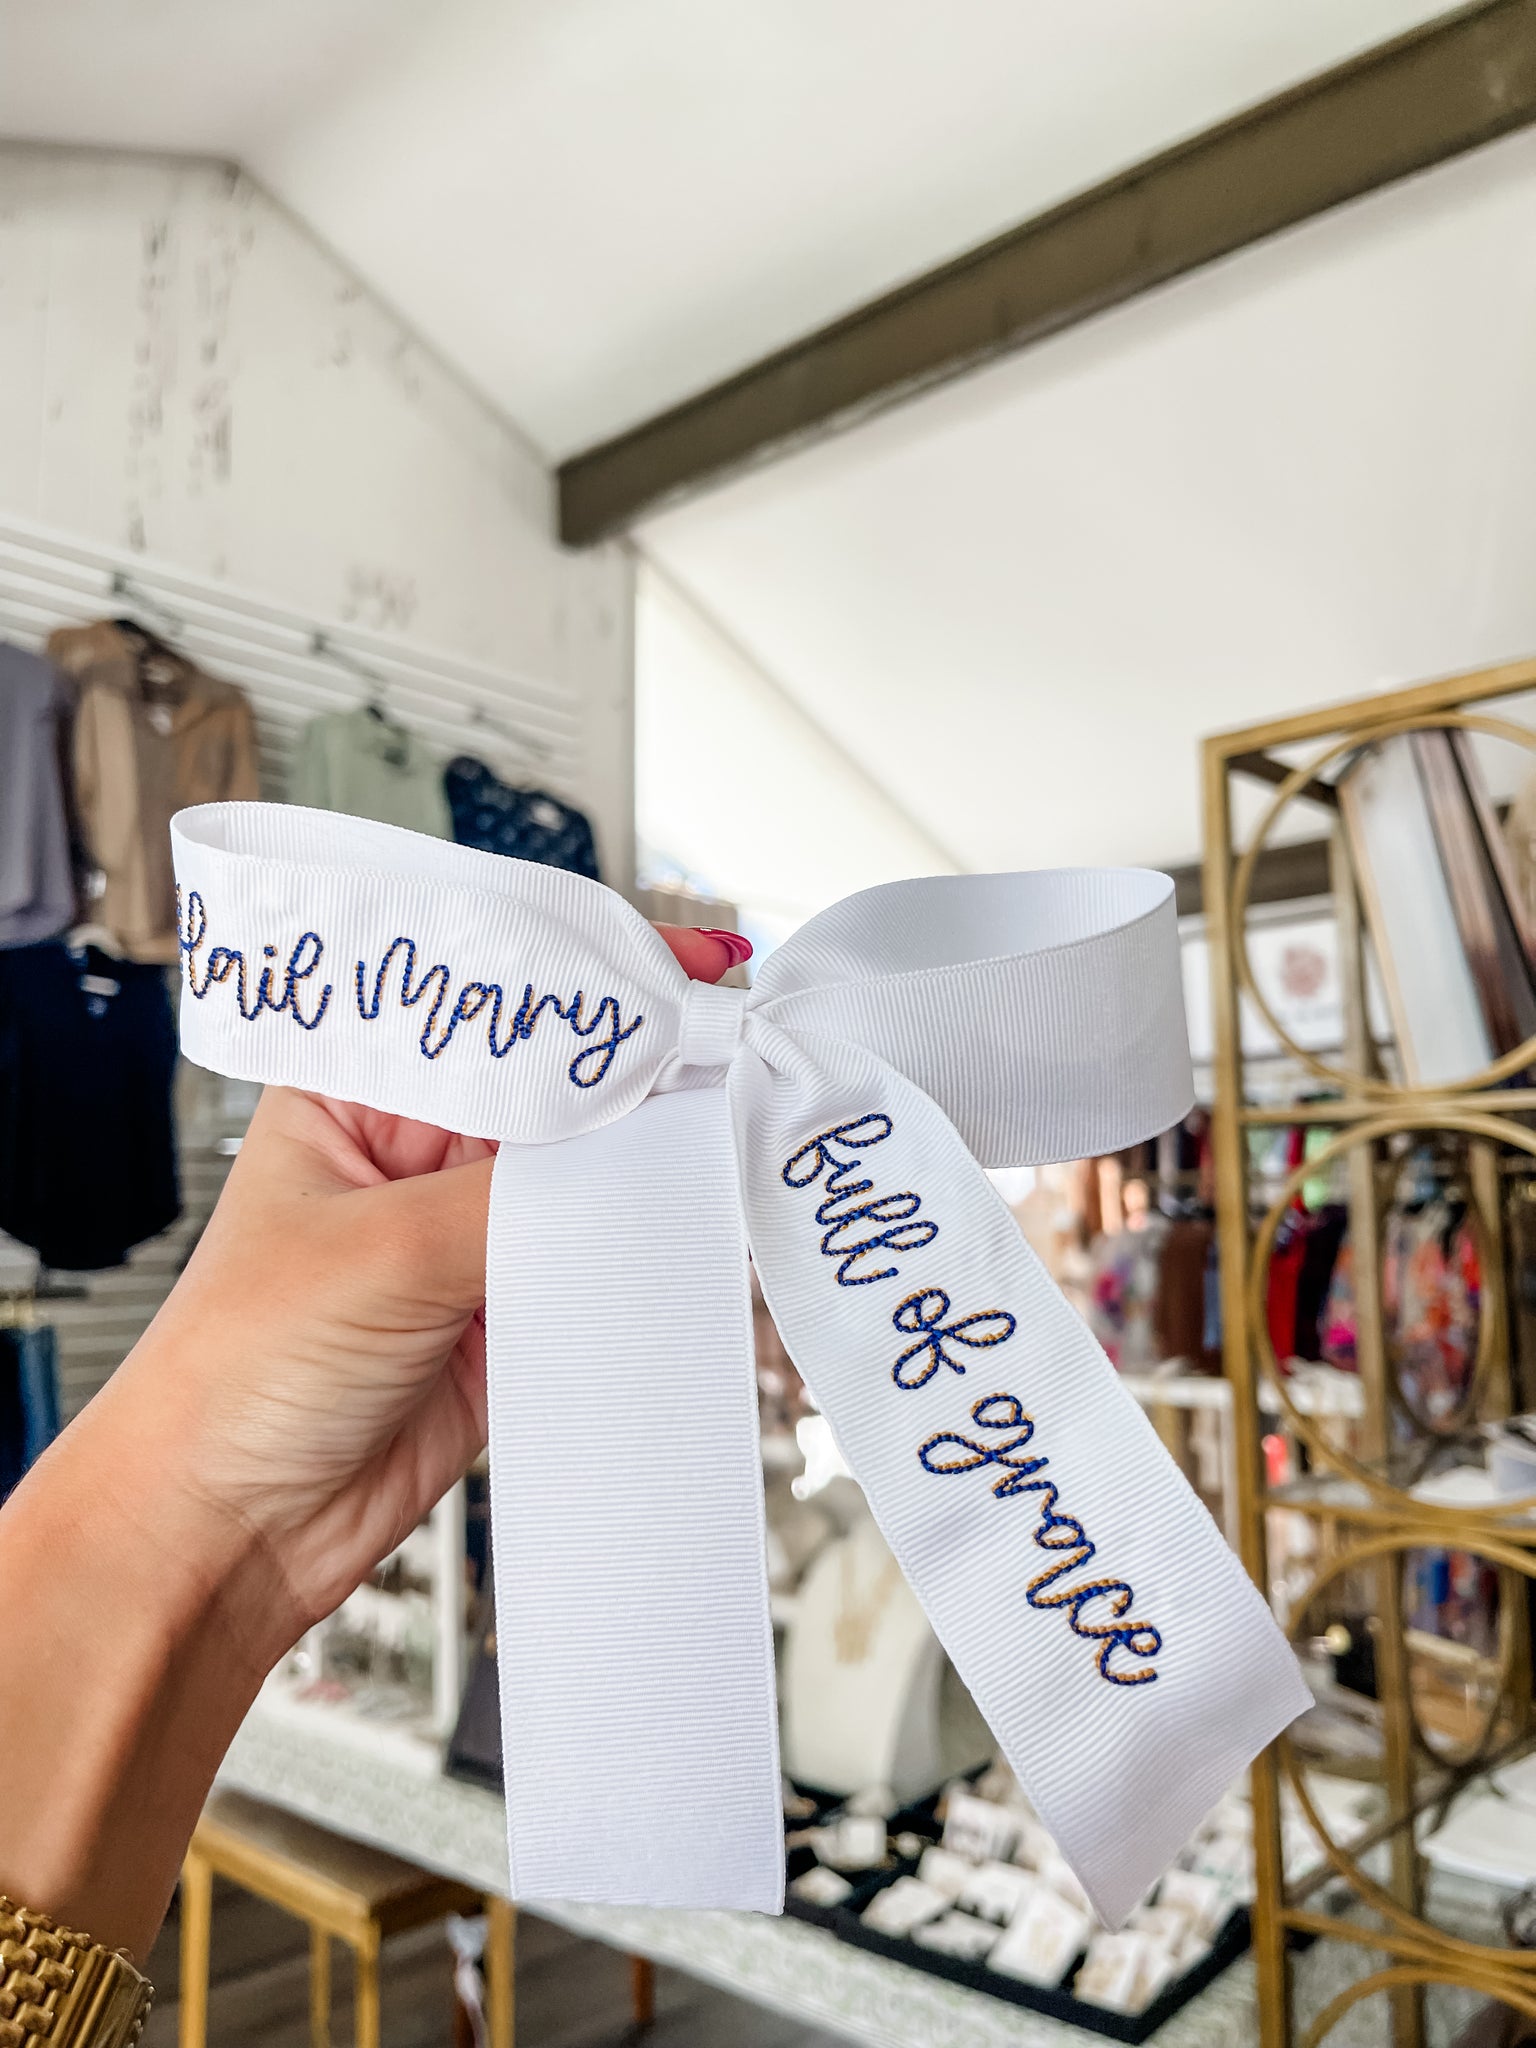 Hail Mary
full of grace